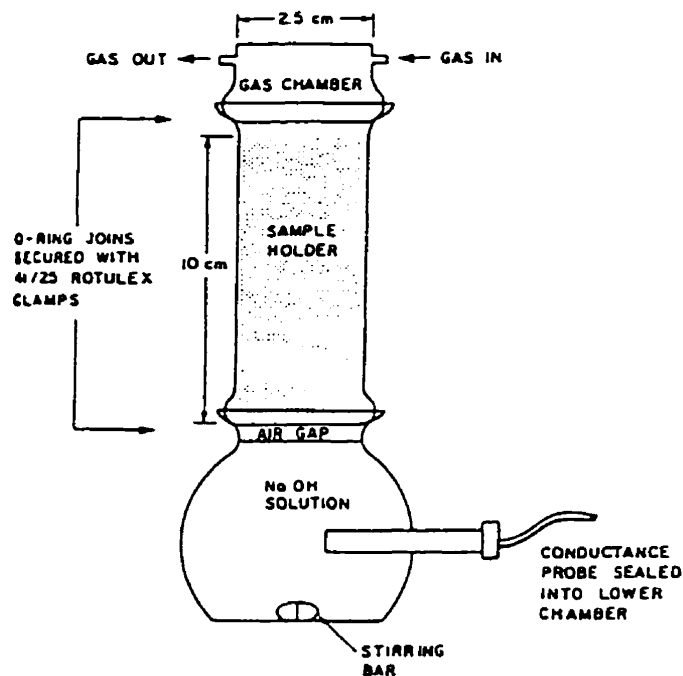 2.5 cm
GAS OUT
GAS IN
GAS CHAMBER
O-RING JOINS
SECURED WITH
41/25 ROTULEX
CLAMPS
10 cm
SAMPLE
HOLDER
AIR GAP
NaOH
SOLUTION
CONDUCTANCE
PROBE SEALED
INTO LOWER
CHAMBER
STIRRING
BAR